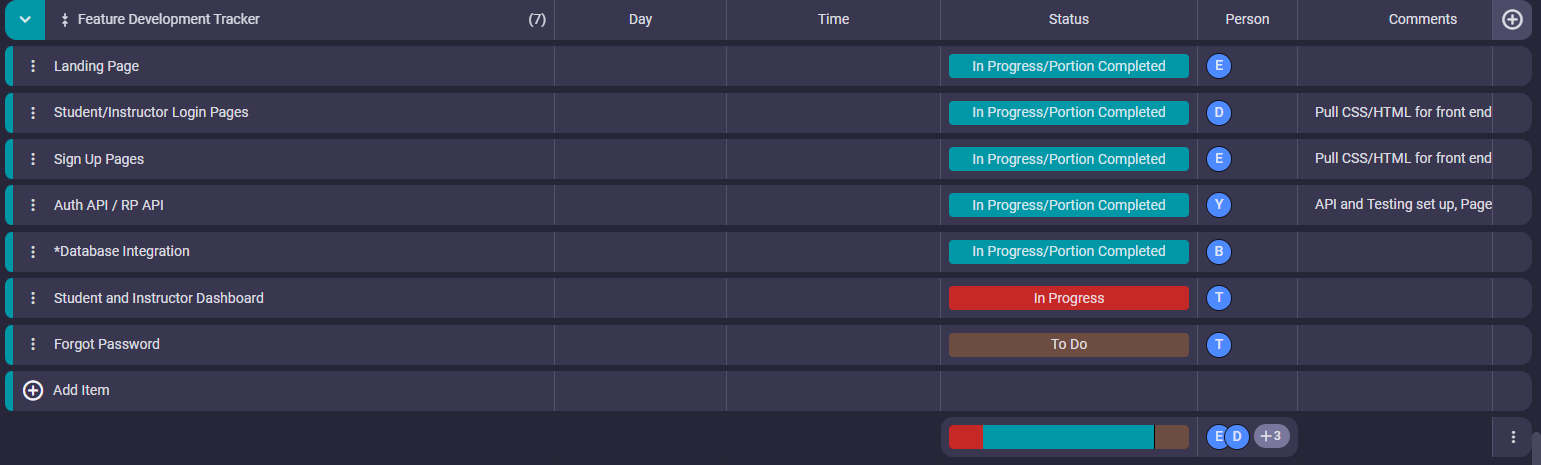 Feature Development Tracker (7) Day Time Status Person Comments
Landing Page In Progress/Portion Completed E
Student/Instructor Login Pages In Progress/Portion Completed D Pull CSS/HTML for front end
Sign Up Pages In Progress/Portion Completed E Pull CSS/HTML for front end
Auth API / RP API In Progress/Portion Completed Y API and Testing set up, Page
*Database Integration In Progress/Portion Completed B
Student and Instructor Dashboard In Progress T
Forgot Password To Do T
Add Item
E D +3